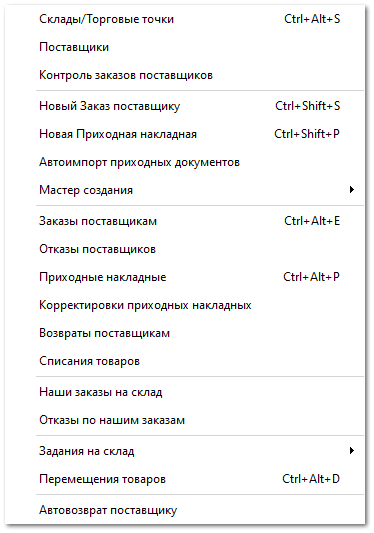 Склады/Торговые точки Ctrl+Alt+S
Поставщики
Контроль заказов поставщиков
Новый Заказ поставщику Ctrl+Shift+S
Новая Приходная накладная Ctrl+Shift+P
Автоимпорт приходных документов
Мастер создания
Заказы поставщикам Ctrl+Alt+E
Отказы поставщиков
Приходные накладные Ctrl+Alt+P
Корректировки приходных накладных
Возвраты поставщикам
Списания товаров
Наши заказы на склад
Отказы по нашим заказам
Задания на склад
Перемещения товаров Ctrl+Alt+D
Автовозврат поставщику